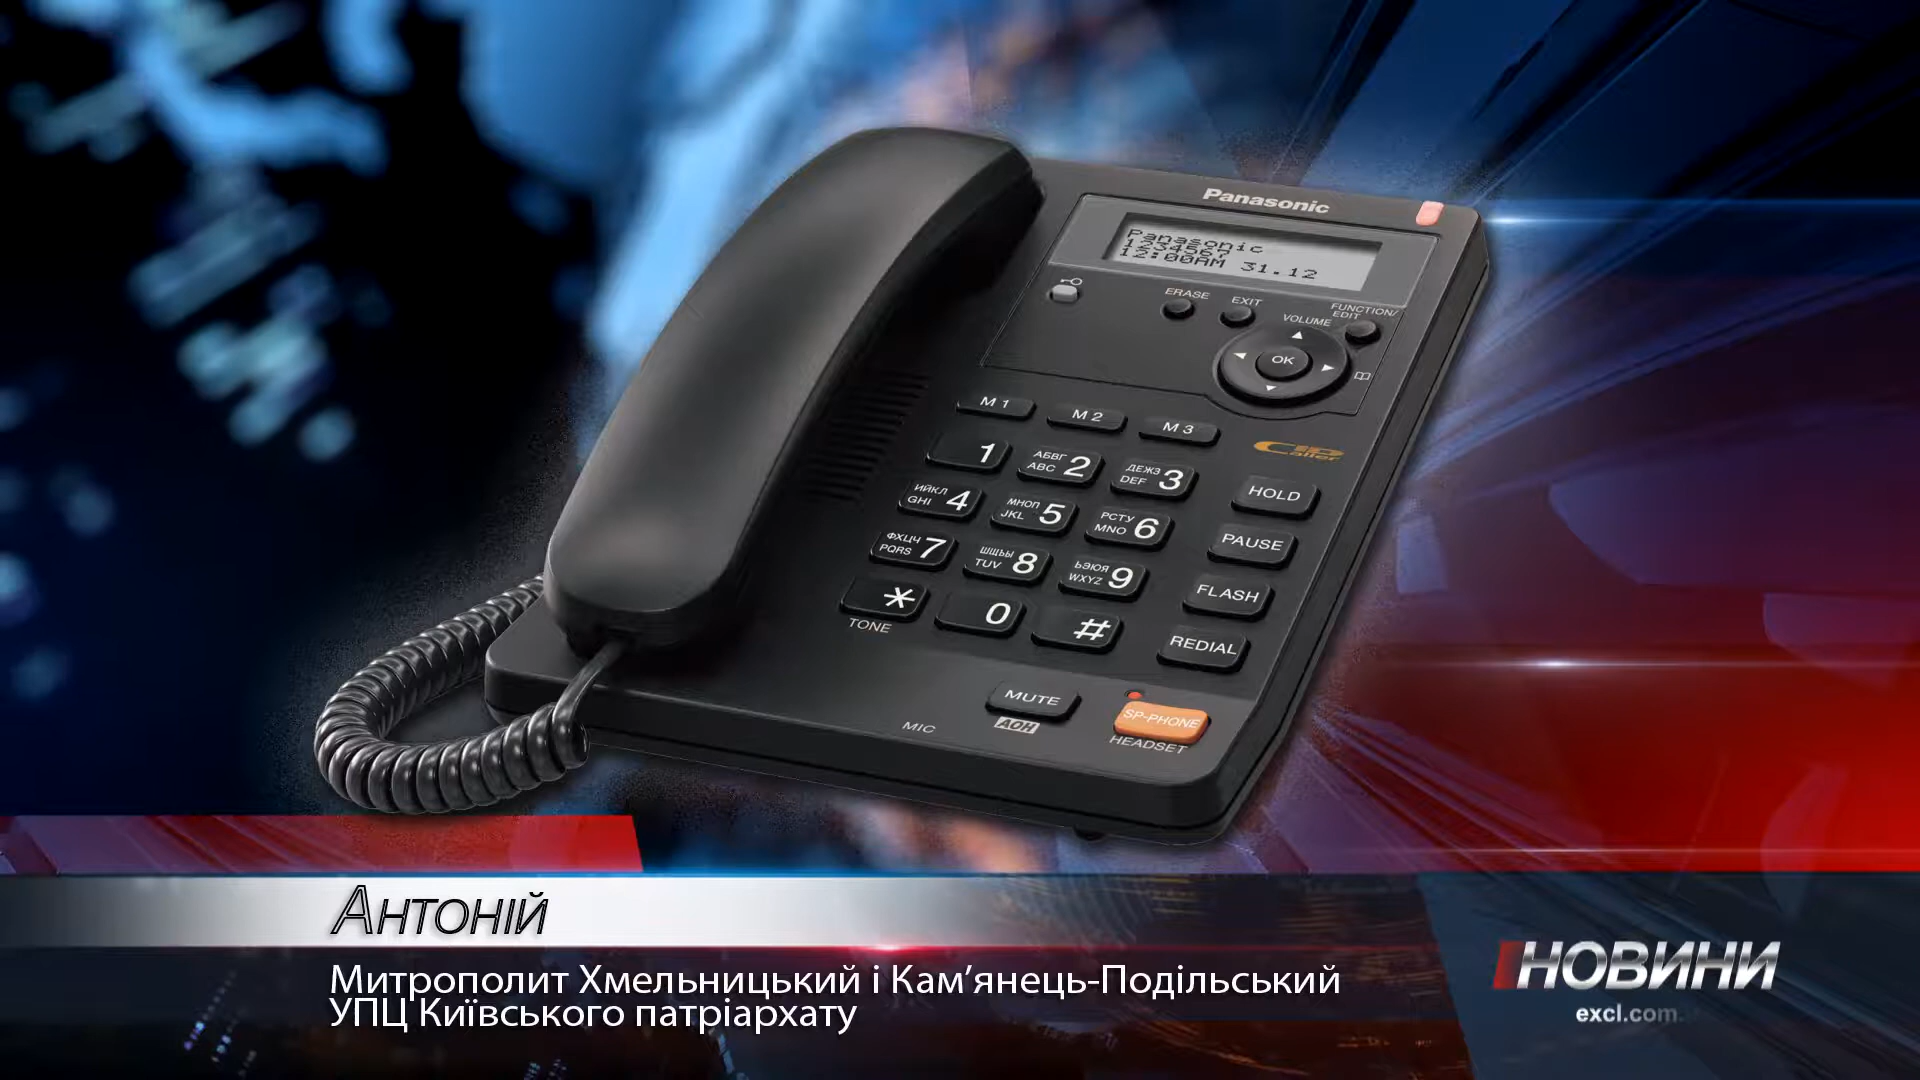 Panasonic
Panasonic
12:00AM 31.12
ERASE EXIT FUNCTION/
EDIT
VOLUME
OK
M 1 M 2 M 3
Caller ID
1 АБВГ ABC 2 ДЕЖЗ DEF 3 HOLD
ИЙКЛ GHI 4 МНОП JKL 5 РСТУ MNO 6 PAUSE
ФХЦЧ PQRS 7 ШЩЪЫ TUV 8 ЬЭЮЯ WXYZ 9 FLASH
* 0 # REDIAL
TONE
MUTE SP-PHONE
MIC АОН HEADSET
Антоній
Митрополит Хмельницький і Кам’янець-Подільський
УПЦ Київського патріархату
НОВИНИ
excl.com.